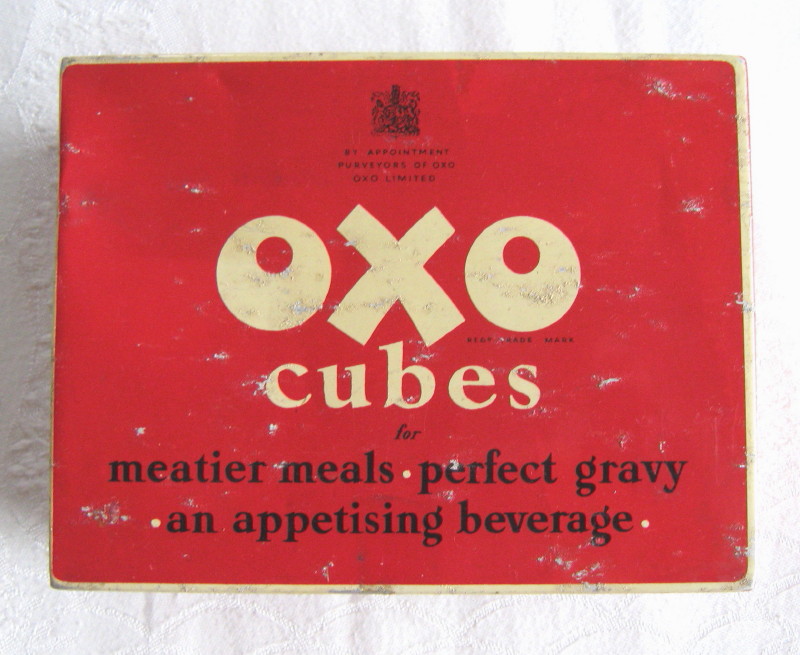 BY APPOINTMENT
PURVEYORS OF OXO
OXO LIMITED
OXO
REGD TRADE MARK
cubes
for
meatier meals · perfect gravy
· an appetising beverage ·